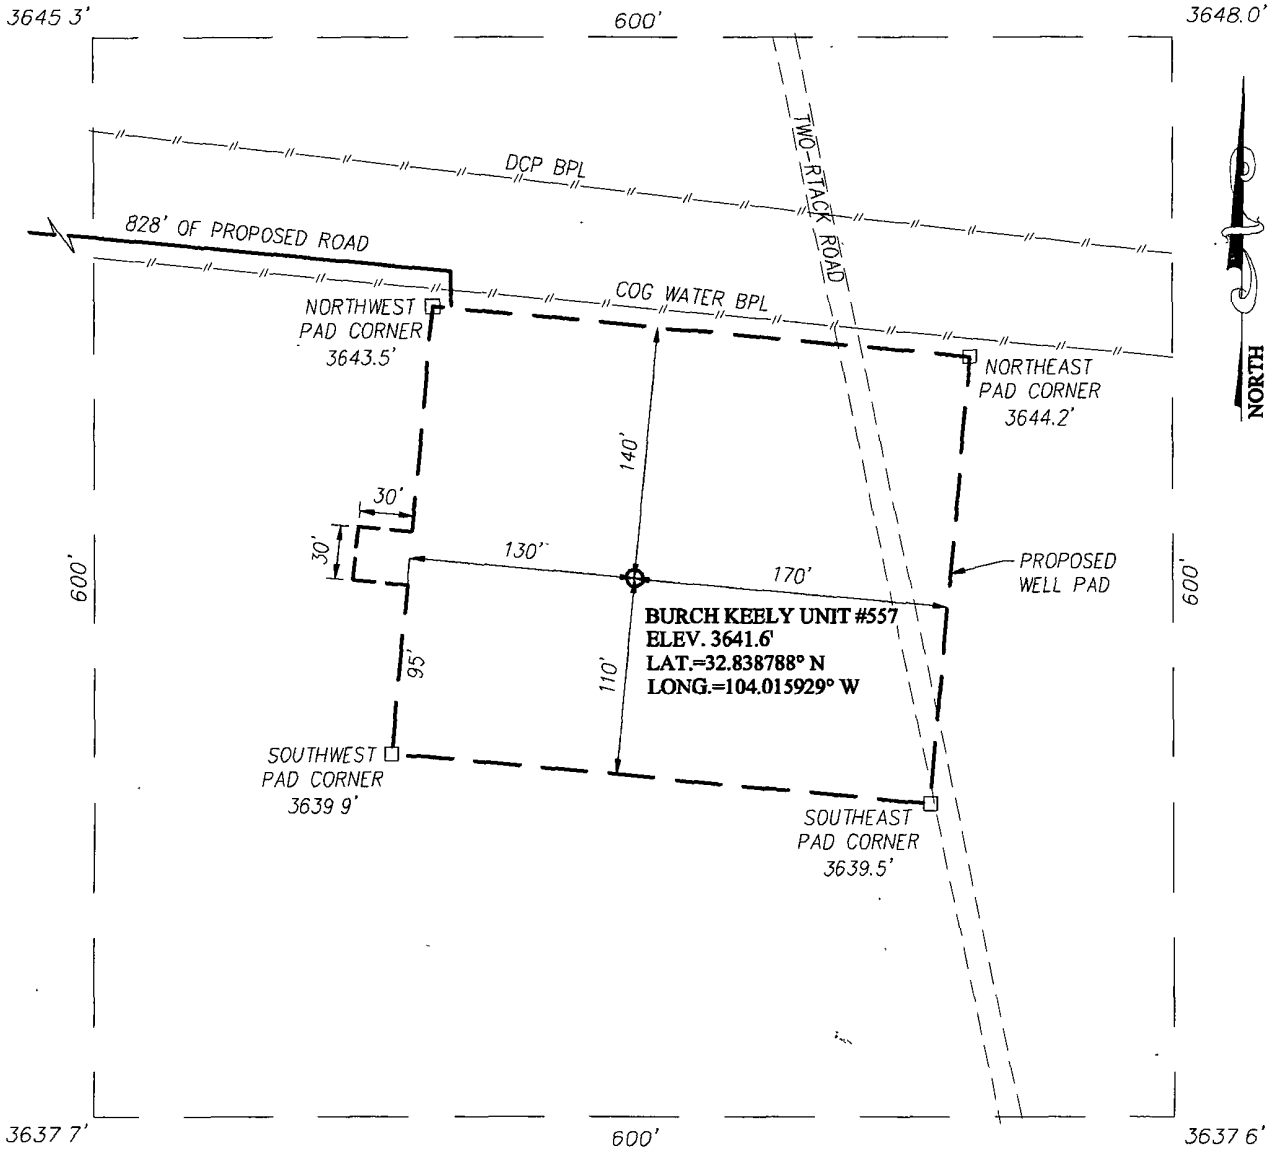 3645 3'
600'
3648.0'
DCP BPL
TWO-RTACK ROAD
828' OF PROPOSED ROAD
COG WATER BPL
NORTHWEST
PAD CORNER
3643.5'
NORTHEAST
PAD CORNER
3644.2'
NORTH
140'
30'
30'
130'
170'
PROPOSED
WELL PAD
600'
600'
BURCH KEELY UNIT #557
ELEV. 3641.6'
LAT.=32.838788° N
LONG.=104.015929° W
95'
110'
SOUTHWEST
PAD CORNER
3639 9'
SOUTHEAST
PAD CORNER
3639.5'
3637 7'
600'
3637 6'